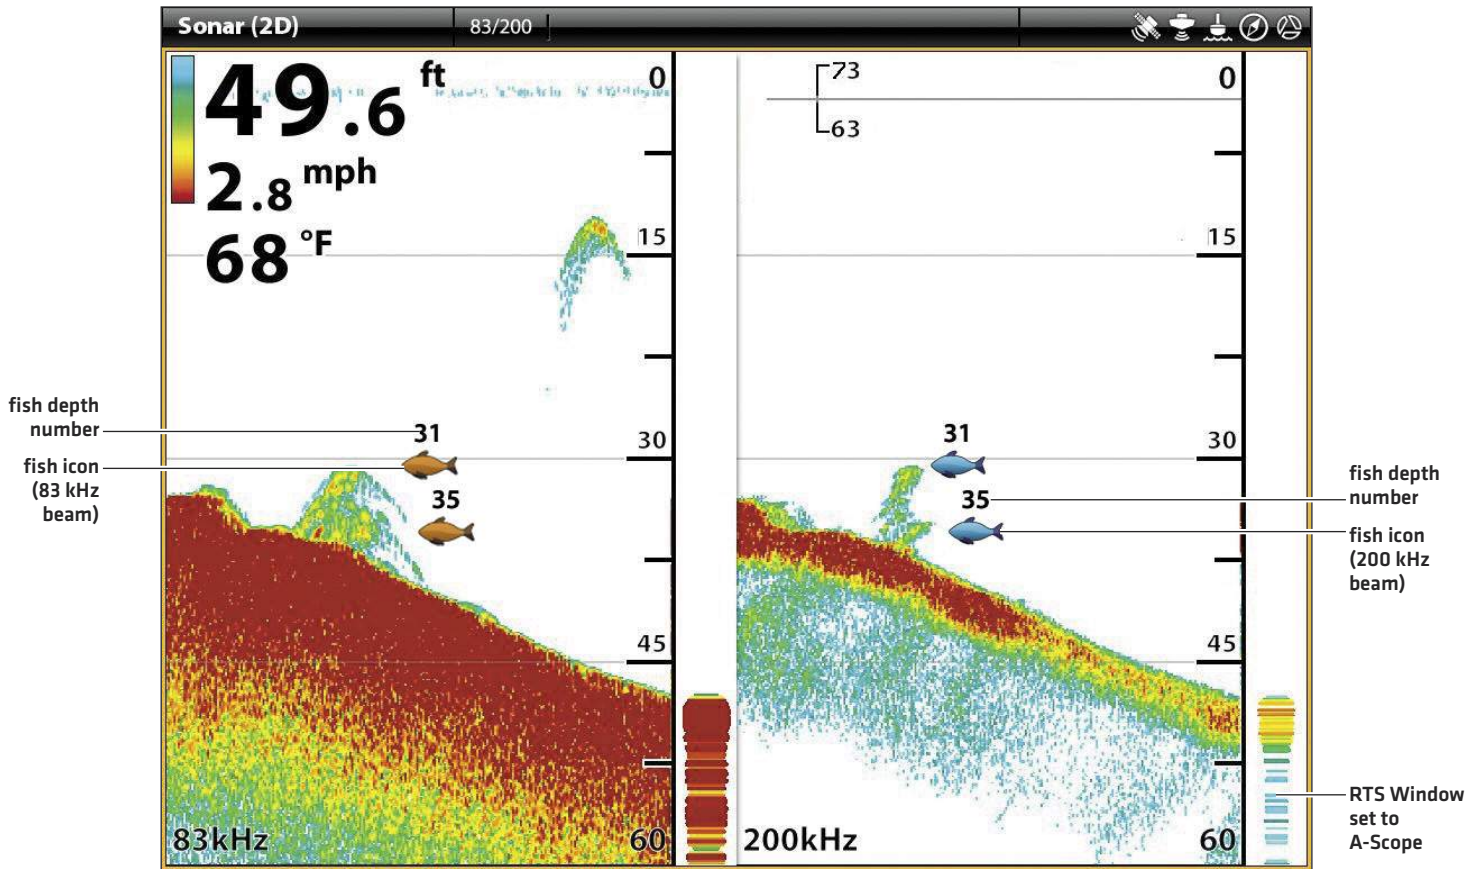 Sonar (2D)
83/200
49.6 ft
2.8 mph
68 °F
0
15
30
45
60
31
35
83kHz
73
63
0
15
30
45
60
31
35
200kHz
fish depth
number
fish icon
(83 kHz
beam)
fish depth
number
fish icon
(200 kHz
beam)
RTS Window
set to
A-Scope